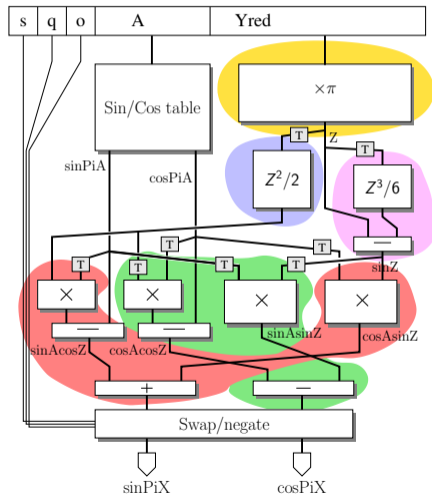 s q o A Yred
Sin/Cos table
×π
T
Z
T
sinPiA
cosPiA
Z²/2
Z³/6
T
T
—
sinZ
T
T
T
T
×
×
×
×
—
—
sinAcosZ
cosAcosZ
sinAsinZ
cosAsinZ
+
—
Swap/negate
sinPiX
cosPiX